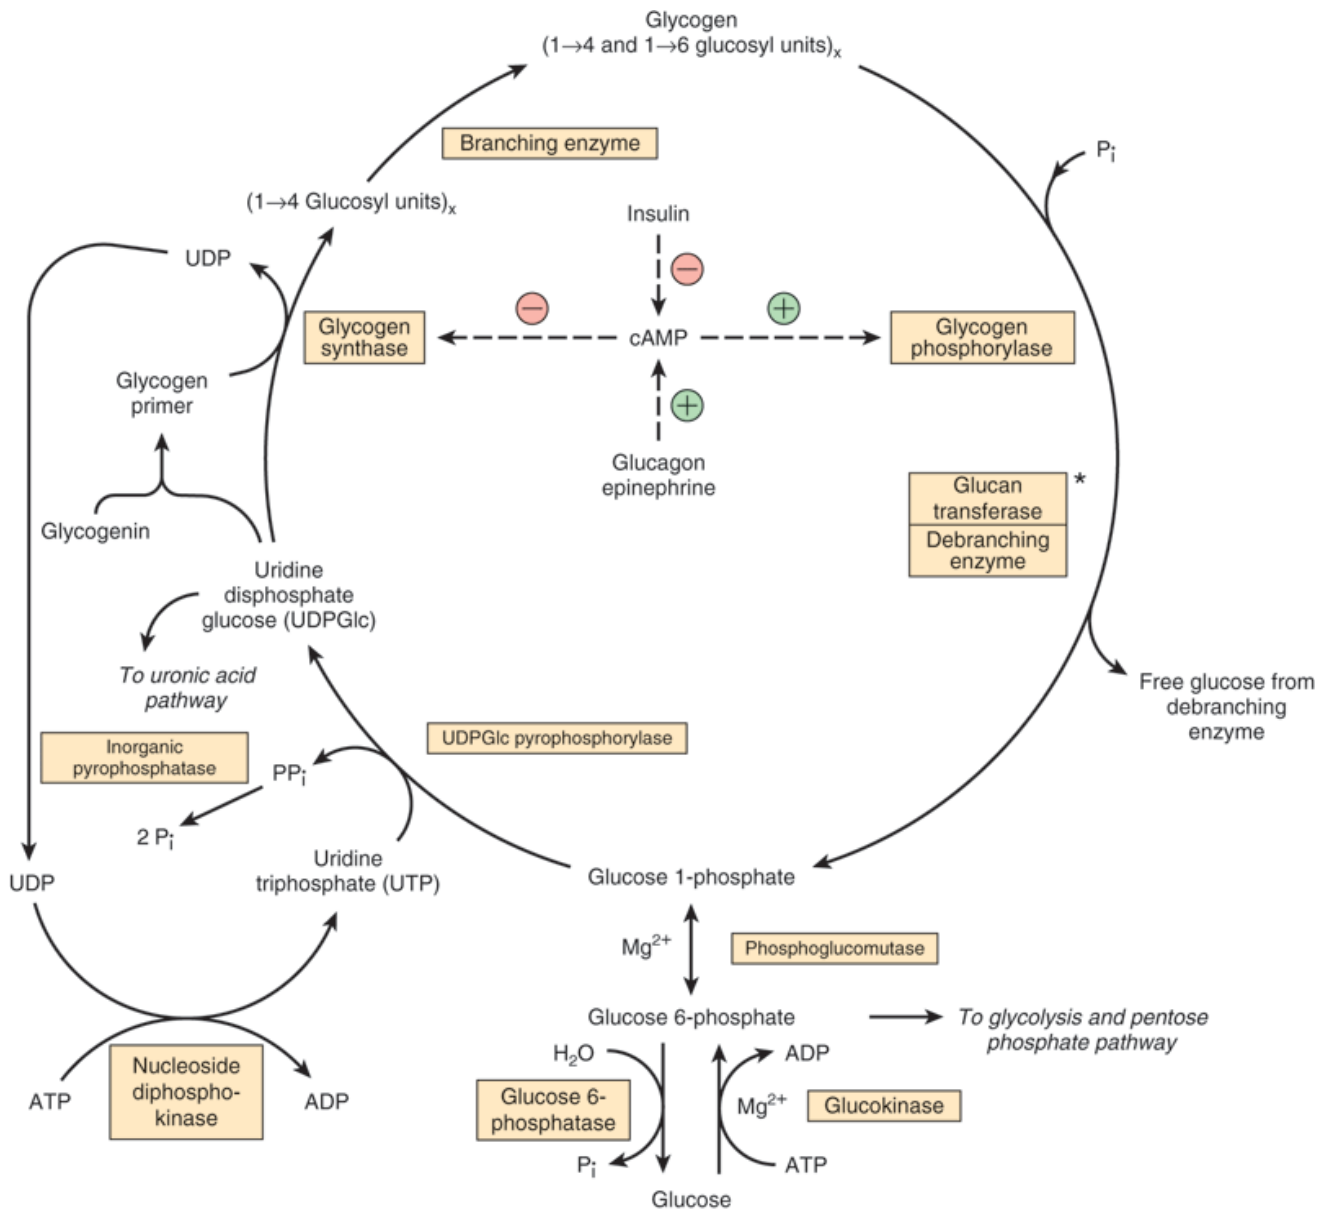 Glycogen
(1→4 and 1→6 glucosyl units)x
Branching enzyme
Pi
(1→4 Glucosyl units)x
Insulin
UDP
−
−
+
Glycogen
synthase
cAMP
Glycogen
phosphorylase
Glycogen
primer
+
Glucagon
epinephrine
Glucan
transferase
*
Debranching
enzyme
Glycogenin
Uridine
disphosphate
glucose (UDPGlc)
To uronic acid
pathway
Free glucose from
debranching
enzyme
UDPGlc pyrophosphorylase
Inorganic
pyrophosphatase
PPi
2 Pi
Uridine
triphosphate (UTP)
UDP
Glucose 1-phosphate
Mg2+
Phosphoglucomutase
Glucose 6-phosphate
To glycolysis and pentose
phosphate pathway
H2O
ADP
Nucleoside
diphospho-
kinase
ATP
ADP
Glucose 6-
phosphatase
Mg2+
Glucokinase
Pi
ATP
Glucose